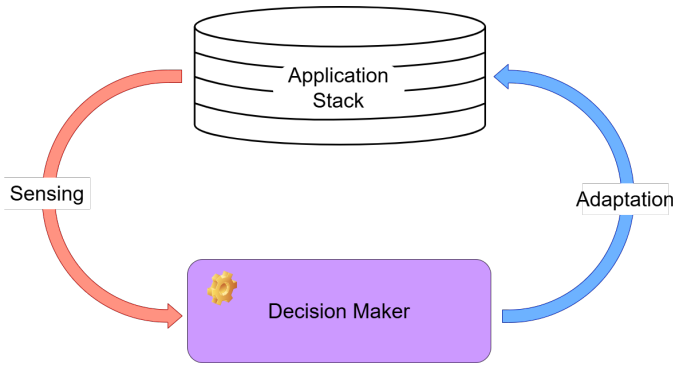 Application
Stack
Sensing
Adaptation
Decision Maker